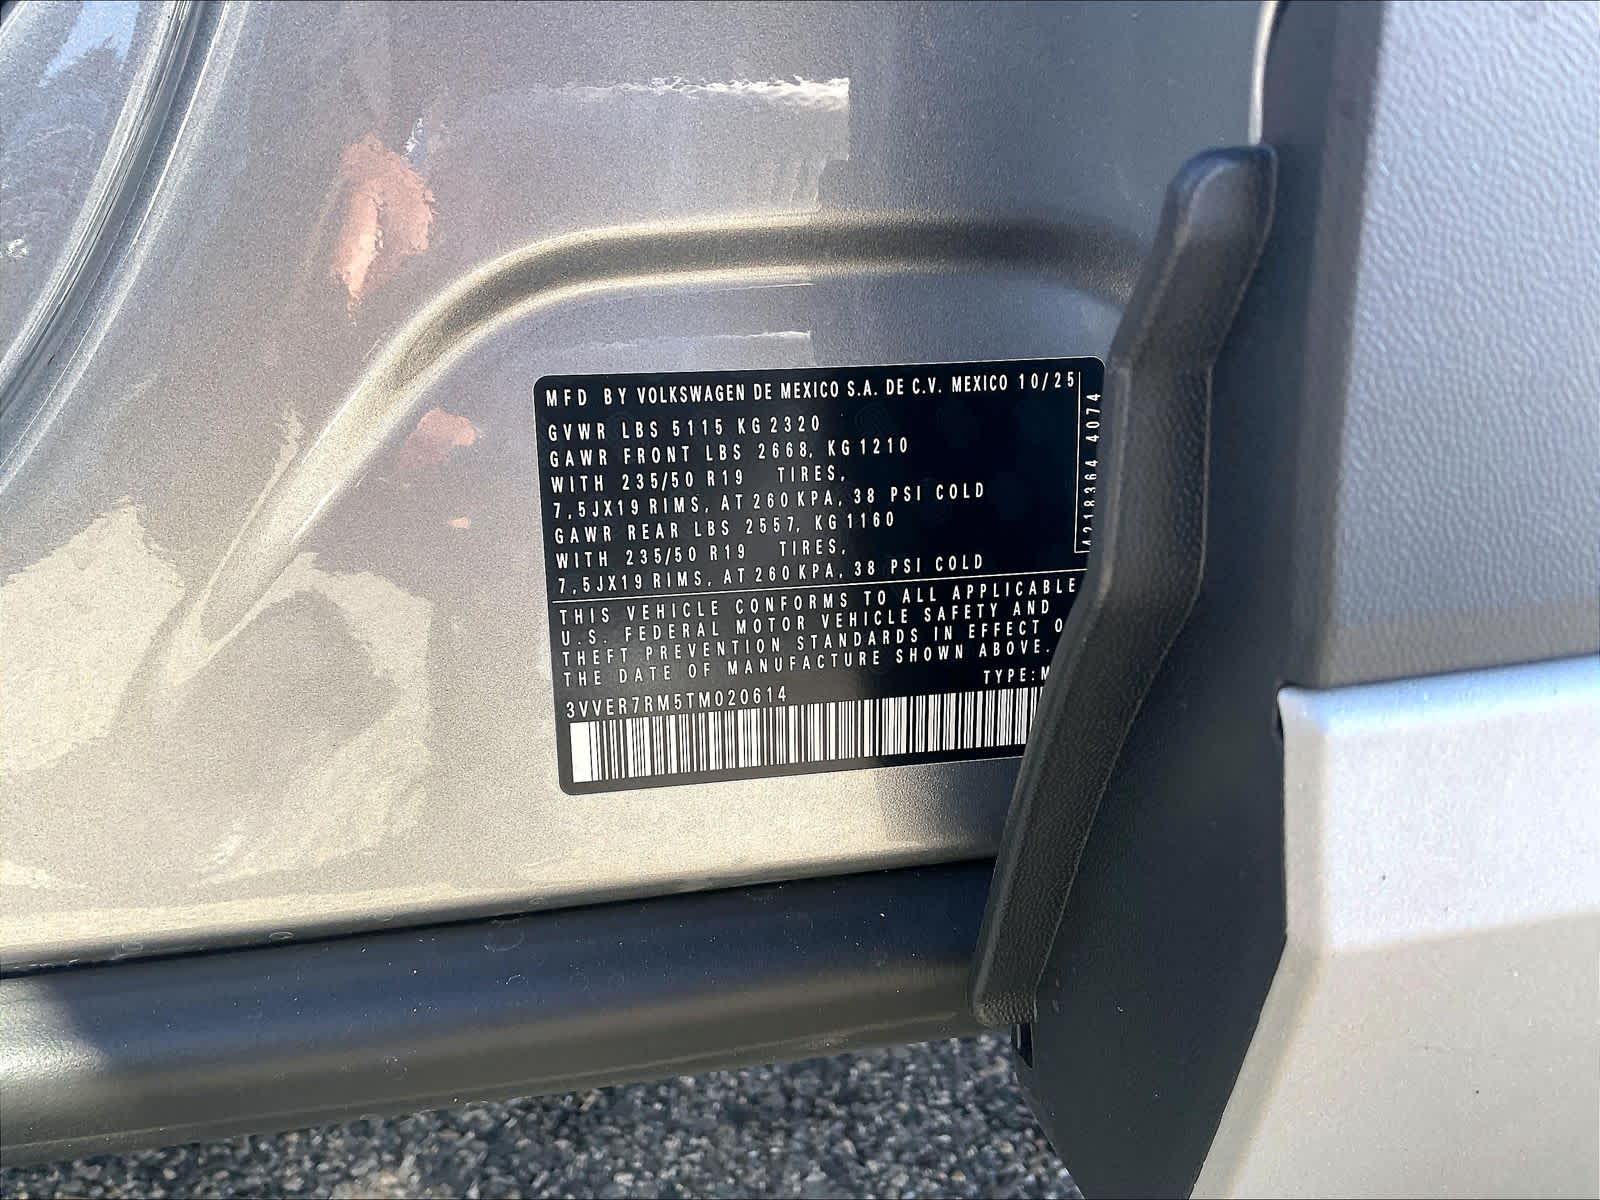 MFD BY VOLKSWAGEN DE MEXICO S.A. DE C.V. MEXICO 10/25
GVWR LBS 5115 KG 2320
GAWR FRONT LBS 2668, KG 1210
WITH 235/50 R19 TIRES,
7,5JX19 RIMS, AT 260 KPA, 38 PSI COLD
GAWR REAR LBS 2557, KG 1160
WITH 235/50 R19 TIRES,
7,5JX19 RIMS, AT 260 KPA, 38 PSI COLD
A218364 4074
THIS VEHICLE CONFORMS TO ALL APPLICABLE
U.S. FEDERAL MOTOR VEHICLE SAFETY AND
THEFT PREVENTION STANDARDS IN EFFECT
THE DATE OF MANUFACTURE SHOWN ABOVE.
TYPE:
3VVER7RM5TM020614